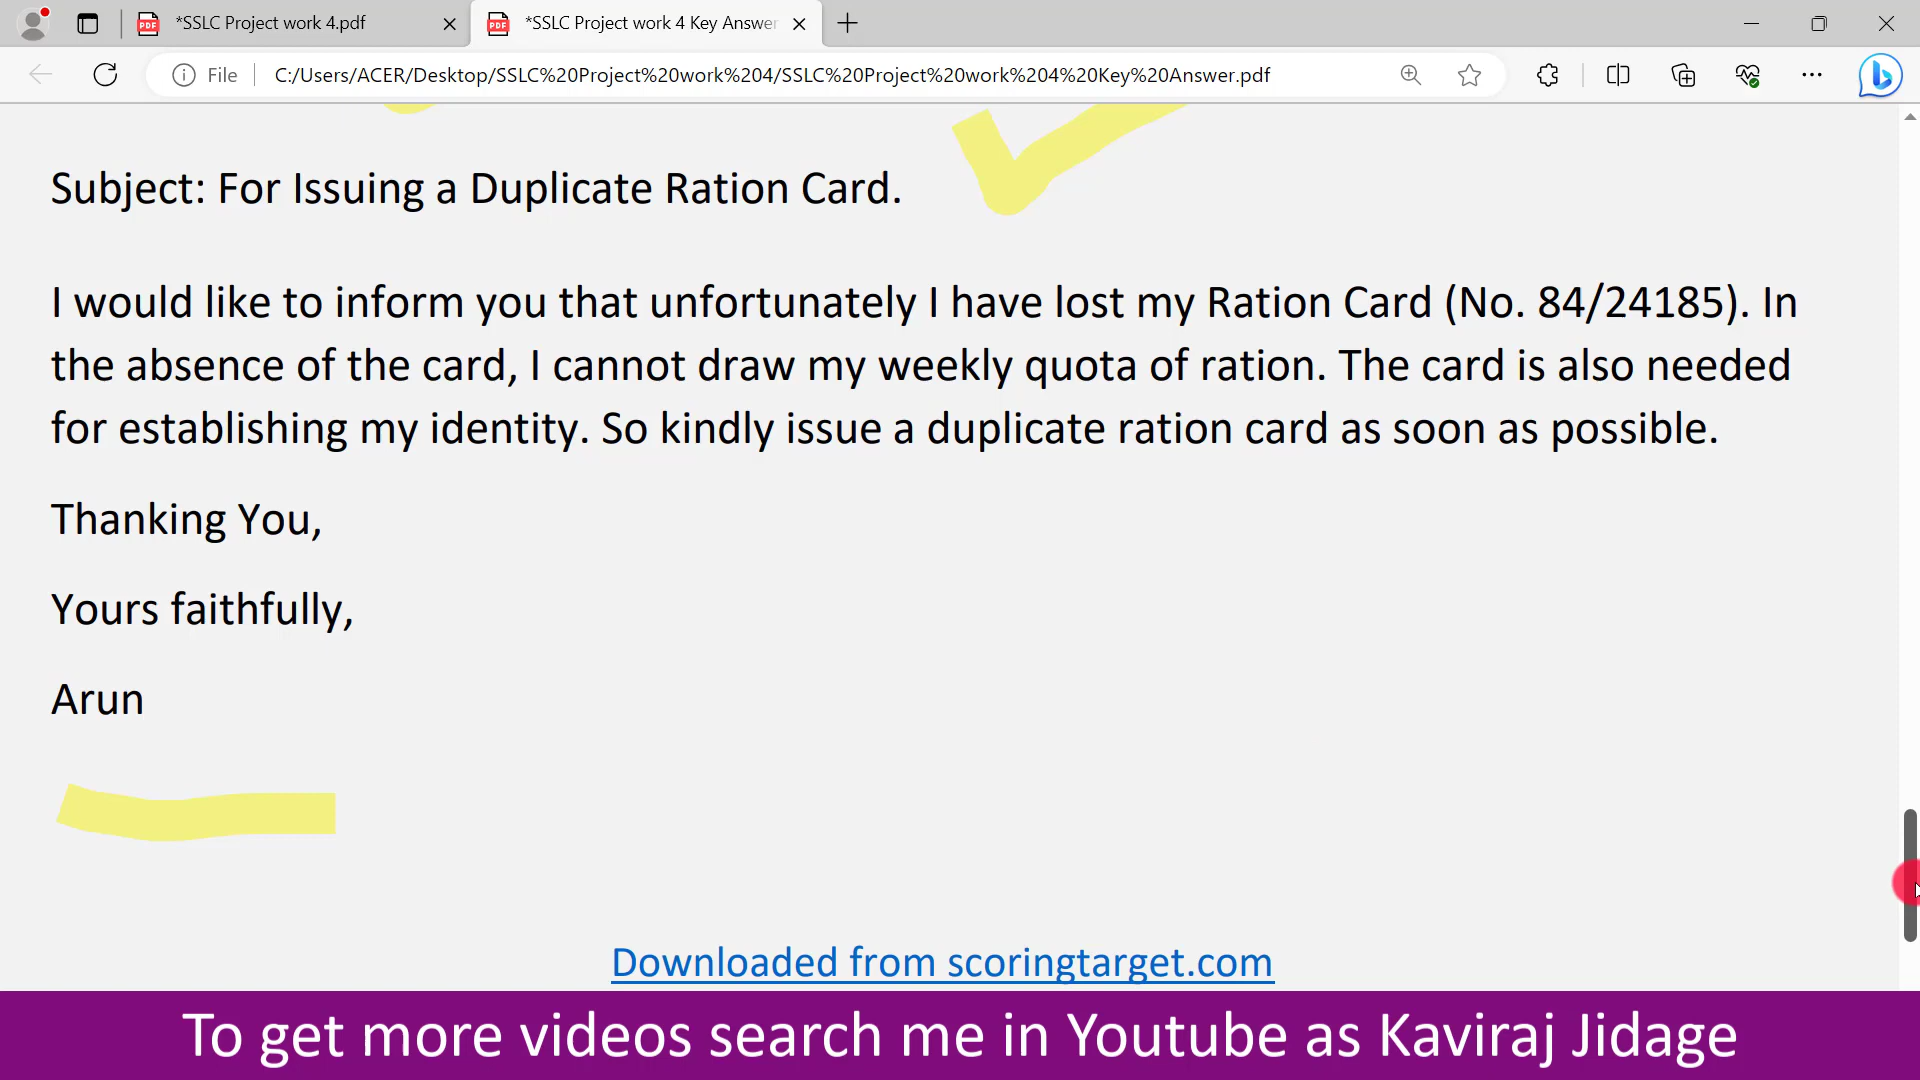 *SSLC Project work 4.pdf
*SSLC Project work 4 Key Answer
File
C:/Users/ACER/Desktop/SSLC%20Project%20work%204/SSLC%20Project%20work%204%20Key%20Answer.pdf
Subject: For Issuing a Duplicate Ration Card.
I would like to inform you that unfortunately I have lost my Ration Card (No. 84/24185). In
the absence of the card, I cannot draw my weekly quota of ration. The card is also needed
for establishing my identity. So kindly issue a duplicate ration card as soon as possible.
Thanking You,
Yours faithfully,
Arun
Downloaded from scoringtarget.com
To get more videos search me in Youtube as Kaviraj Jidage